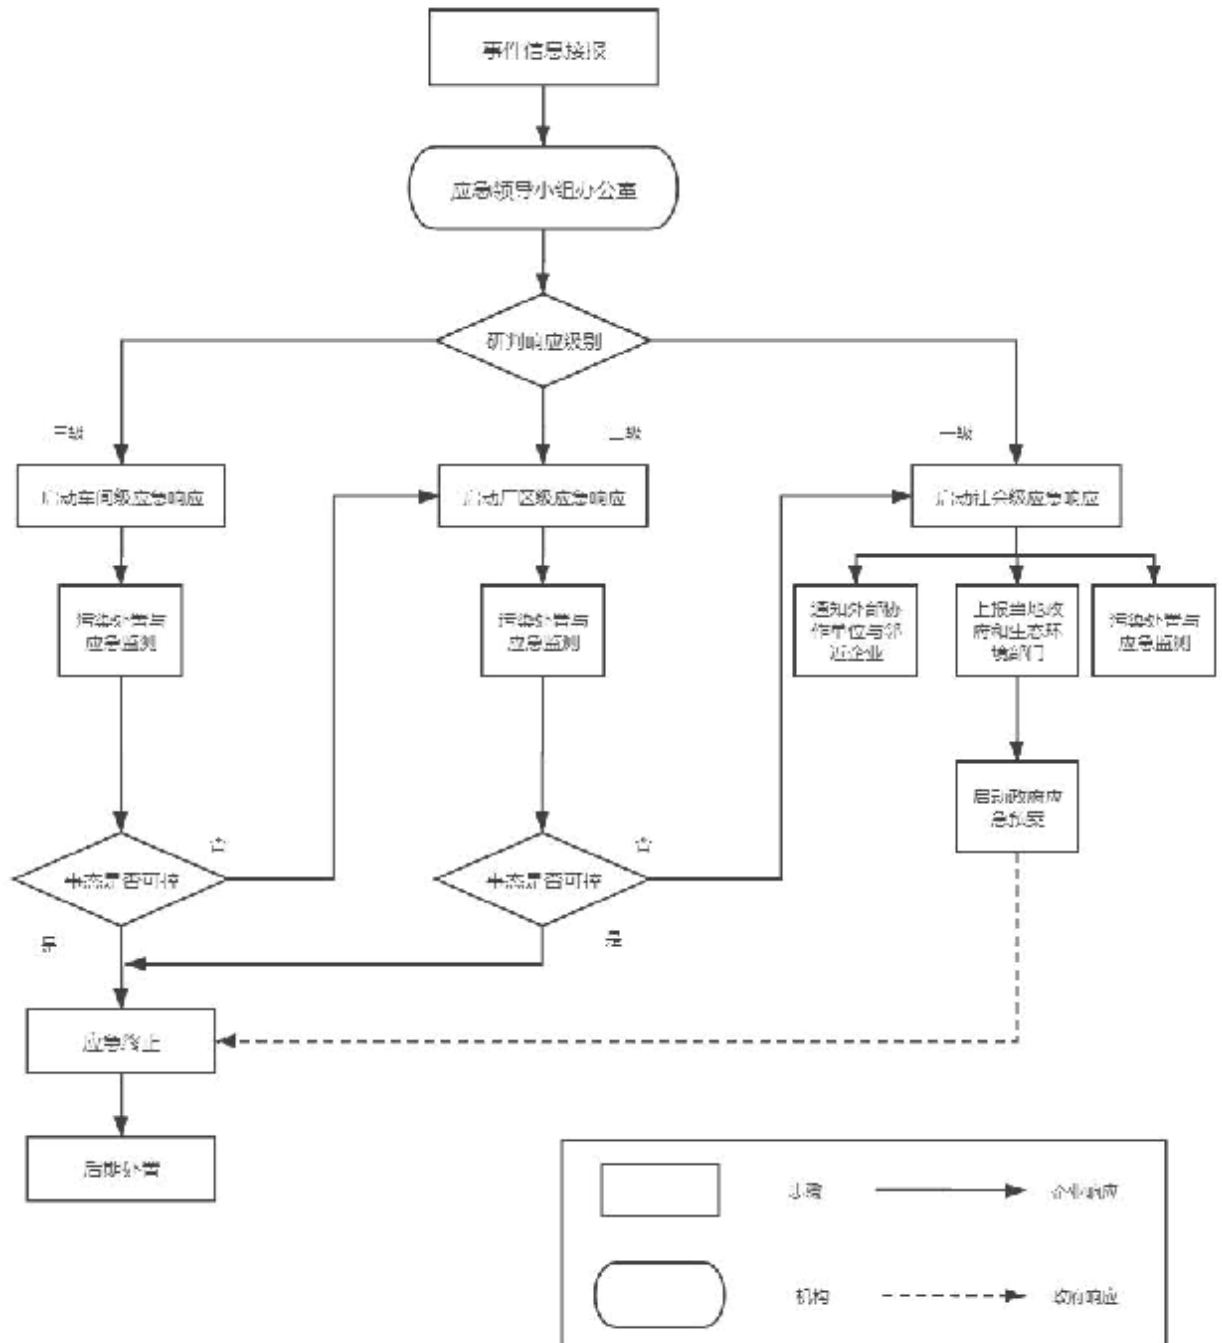 事件信息接报
应急领导小组办公室
研判响应级别
三级
二级
一级
启动车间级应急响应
启动厂区级应急响应
启动社会级应急响应
污染处置与
应急监测
污染处置与
应急监测
通知外部协
作单位与邻
近企业
上报当地政
府和生态环
境部门
污染处置与
应急监测
启动政府应
急预案
否
否
事态是否可控
事态是否可控
是
是
应急终止
后期处置
步骤
企业响应
机构
政府响应